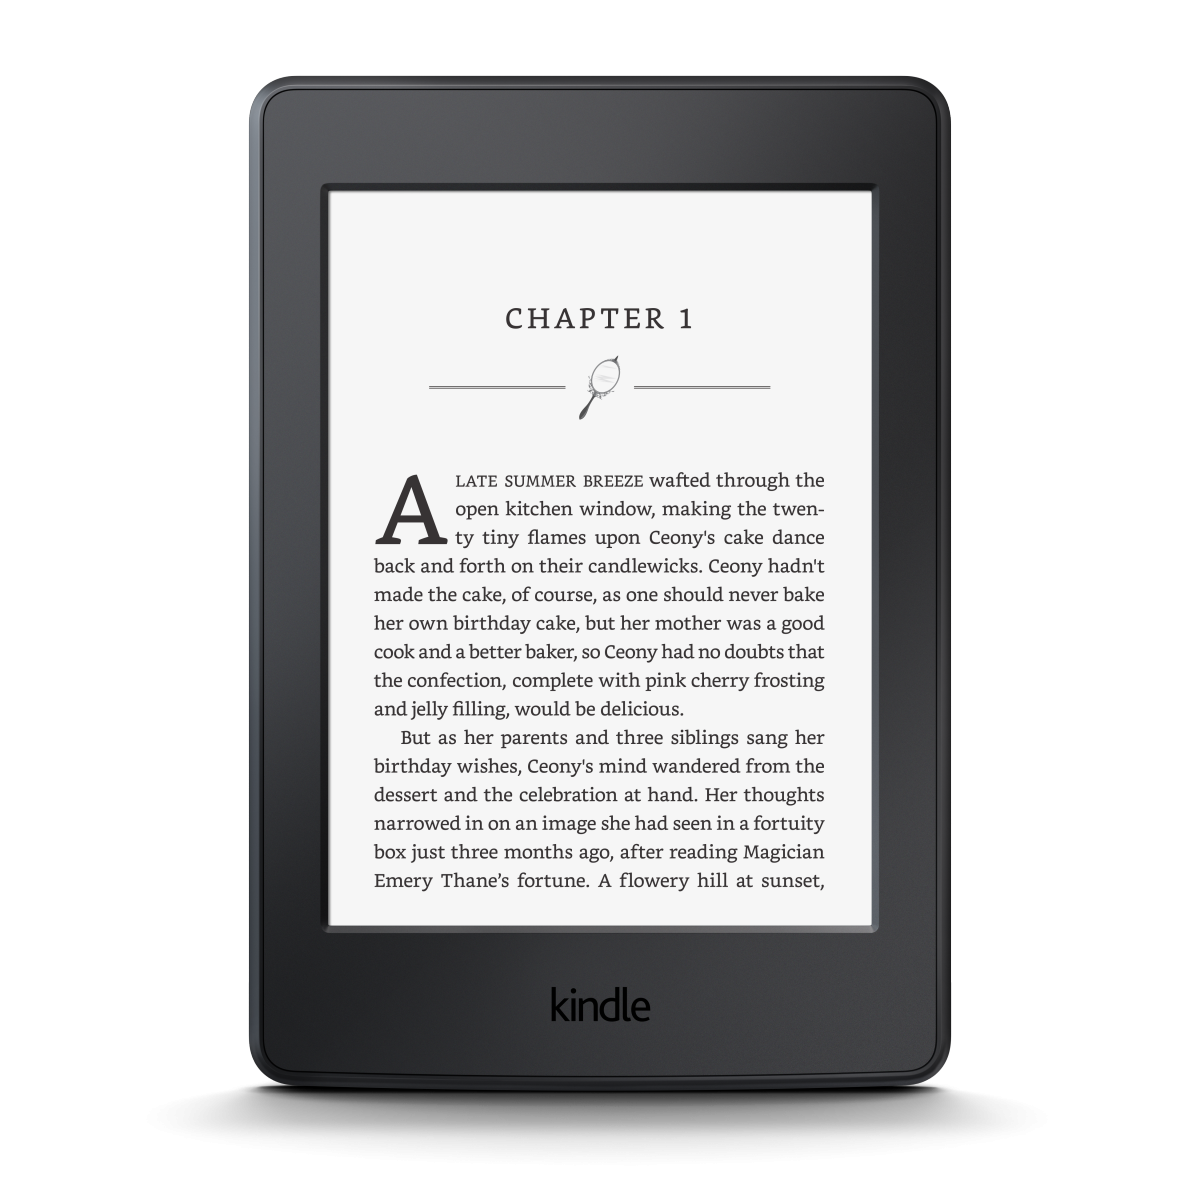 CHAPTER 1
A LATE SUMMER BREEZE wafted through the
open kitchen window, making the twen-
ty tiny flames upon Ceony's cake dance
back and forth on their candlewicks. Ceony hadn't
made the cake, of course, as one should never bake
her own birthday cake, but her mother was a good
cook and a better baker, so Ceony had no doubts that
the confection, complete with pink cherry frosting
and jelly filling, would be delicious.
But as her parents and three siblings sang her
birthday wishes, Ceony's mind wandered from the
dessert and the celebration at hand. Her thoughts
narrowed in on an image she had seen in a fortuity
box just three months ago, after reading Magician
Emery Thane’s fortune. A flowery hill at sunset,
kindle